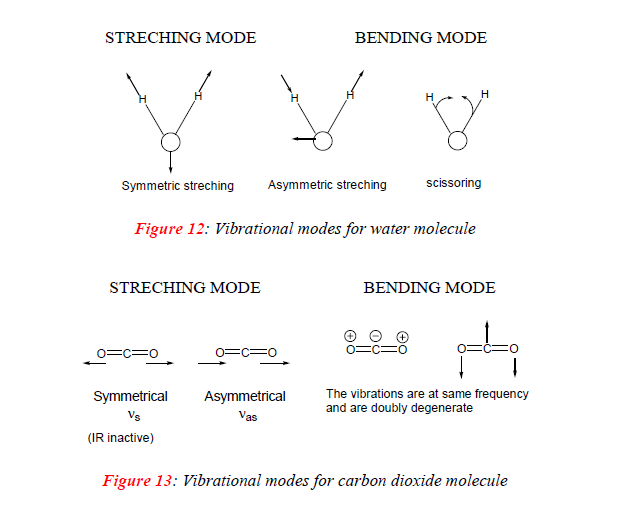 STRECHING MODE BENDING MODE
H H H H H H
Symmetric streching Asymmetric streching scissoring
Figure 12: Vibrational modes for water molecule
STRECHING MODE BENDING MODE
⊕ ⊖ ⊕
O=C=O O=C=O O=C=O O=C=O
Symmetrical Asymmetrical The vibrations are at same frequency
νs νas and are doubly degenerate
(IR inactive)
Figure 13: Vibrational modes for carbon dioxide molecule